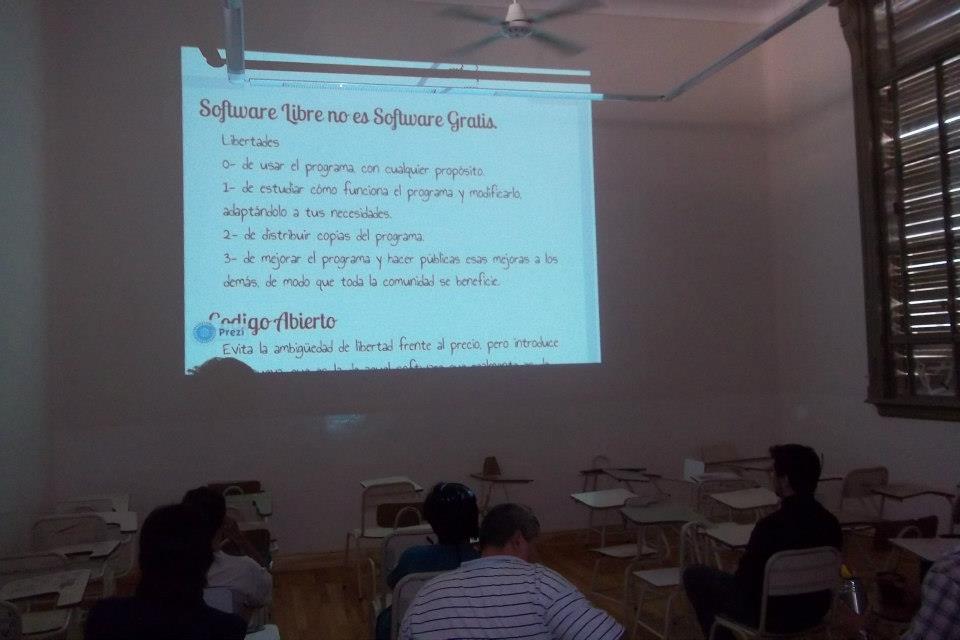 Software Libre no es Software Gratis.
Libertades
0- de usar el programa, con cualquier propósito.
1- de estudiar cómo funciona el programa y modificarlo,
adaptándolo a tus necesidades.
2- de distribuir copias del programa.
3- de mejorar el programa y hacer públicas esas mejoras a los
demás, de modo que toda la comunidad se beneficie.
Codigo Abierto
Prezi
Evita la ambigüedad de libertad frente al precio, pero introduce